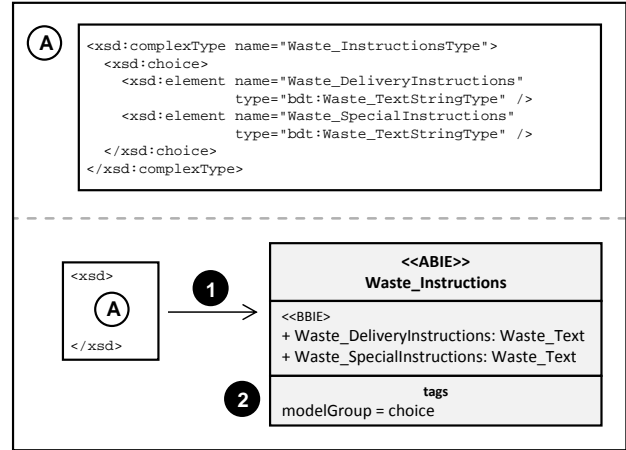 A
<xsd:complexType name="Waste_InstructionsType">
<xsd:choice>
<xsd:element name="Waste_DeliveryInstructions"
type="bdt:Waste_TextStringType" />
<xsd:element name="Waste_SpecialInstructions"
type="bdt:Waste_TextStringType" />
</xsd:choice>
</xsd:complexType>
<xsd>
A
</xsd>
1
<<ABIE>>
Waste_Instructions
<<BBIE>
+ Waste_DeliveryInstructions: Waste_Text
+ Waste_SpecialInstructions: Waste_Text
2
tags
modelGroup = choice